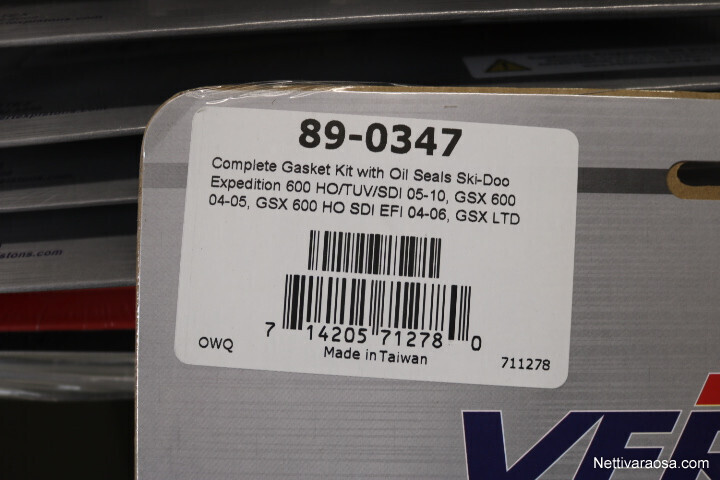 89-0347
Complete Gasket Kit with Oil Seals Ski-Doo
Expedition 600 HO/TUV/SDI 05-10, GSX 600
04-05, GSX 600 HO SDI EFI 04-06, GSX LTD
7 14205 71278 0
OWQ
Made in Taiwan
711278
Nettivaraosa.com